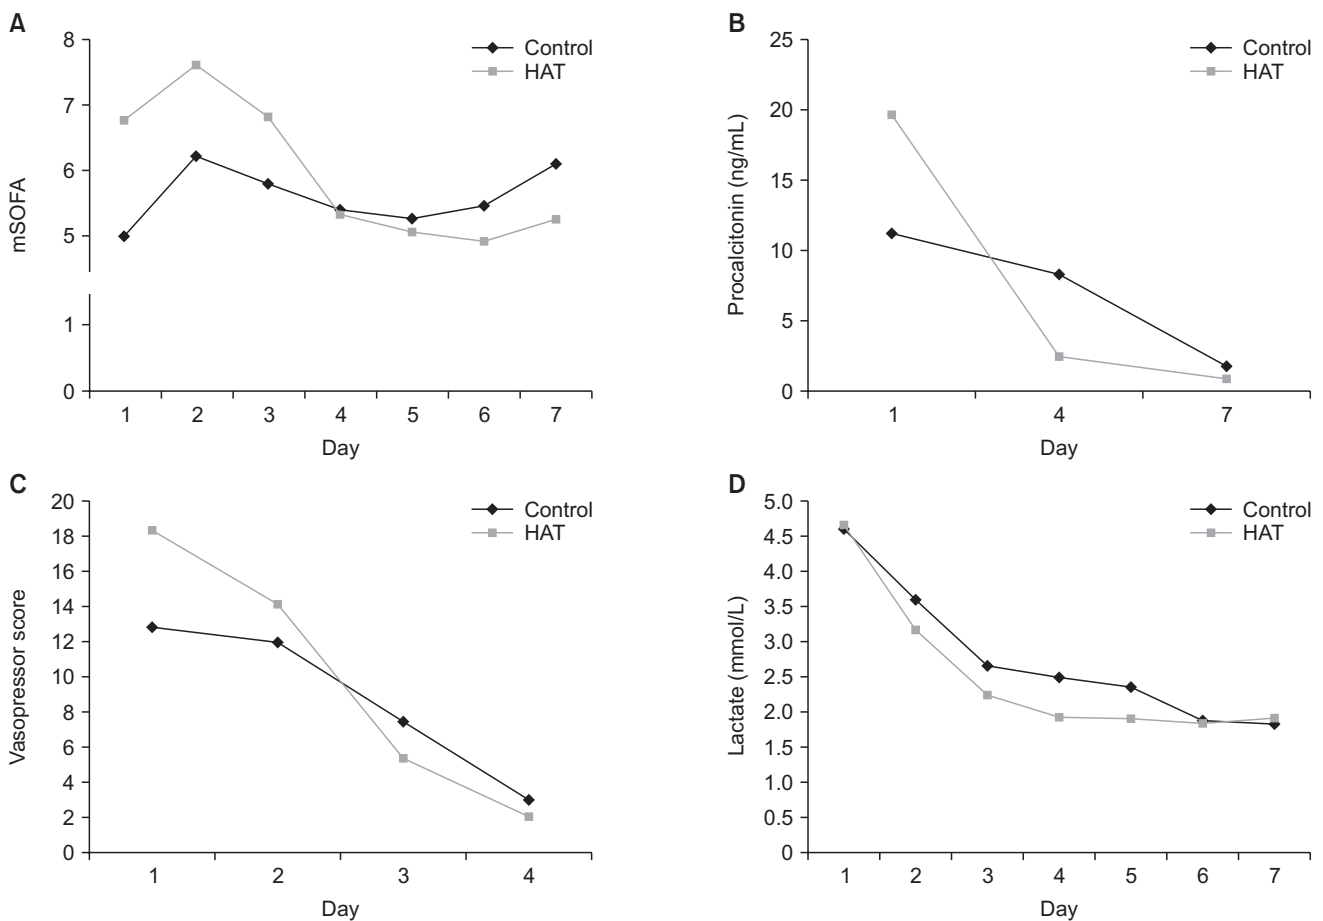 A
8
7
6
5
1
0
mSOFA
1 2 3 4 5 6 7
Day
Control
HAT
B
25
20
15
10
5
0
Procalcitonin (ng/mL)
1 4 7
Day
Control
HAT
C
20
18
16
14
12
10
8
6
4
2
0
Vasopressor score
1 2 3 4
Day
Control
HAT
D
5.0
4.5
4.0
3.5
3.0
2.5
2.0
1.5
1.0
0.5
0
Lactate (mmol/L)
1 2 3 4 5 6 7
Day
Control
HAT